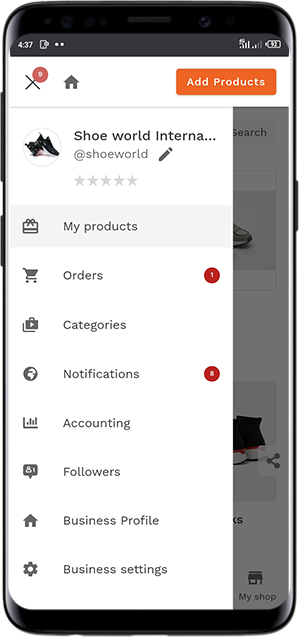 4:37
92
9
Add Products
Shoe world Interna...
@shoeworld
Search
My products
Orders 1
Categories
Notifications 8
Accounting
1
Followers
Business Profile
ks
Business settings
My shop